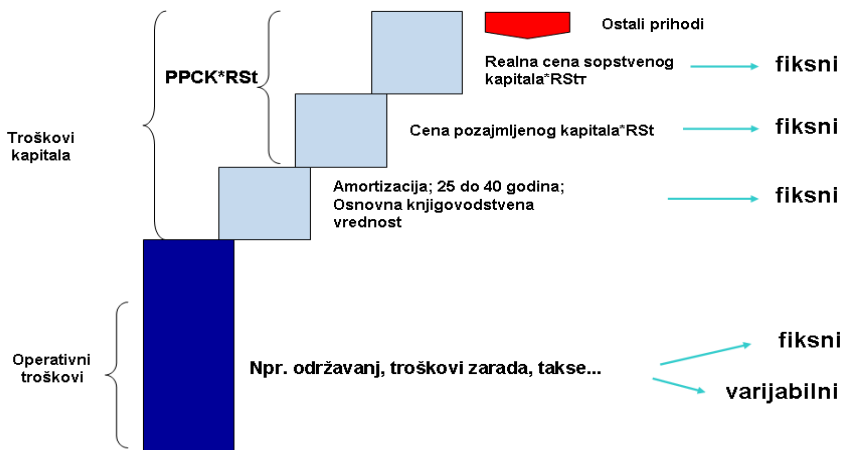 Ostali prihodi
Realna cena sopstvenog
kapitala*RStт
fiksni
PPCK*RSt
Cena pozajmljenog kapitala*RSt
fiksni
Troškovi
kapitala
Amortizacija; 25 do 40 godina;
Osnovna knjigovodstvena
vrednost
fiksni
Operativni
troškovi
Npr. održavanj, troškovi zarada, takse...
fiksni
varijabilni